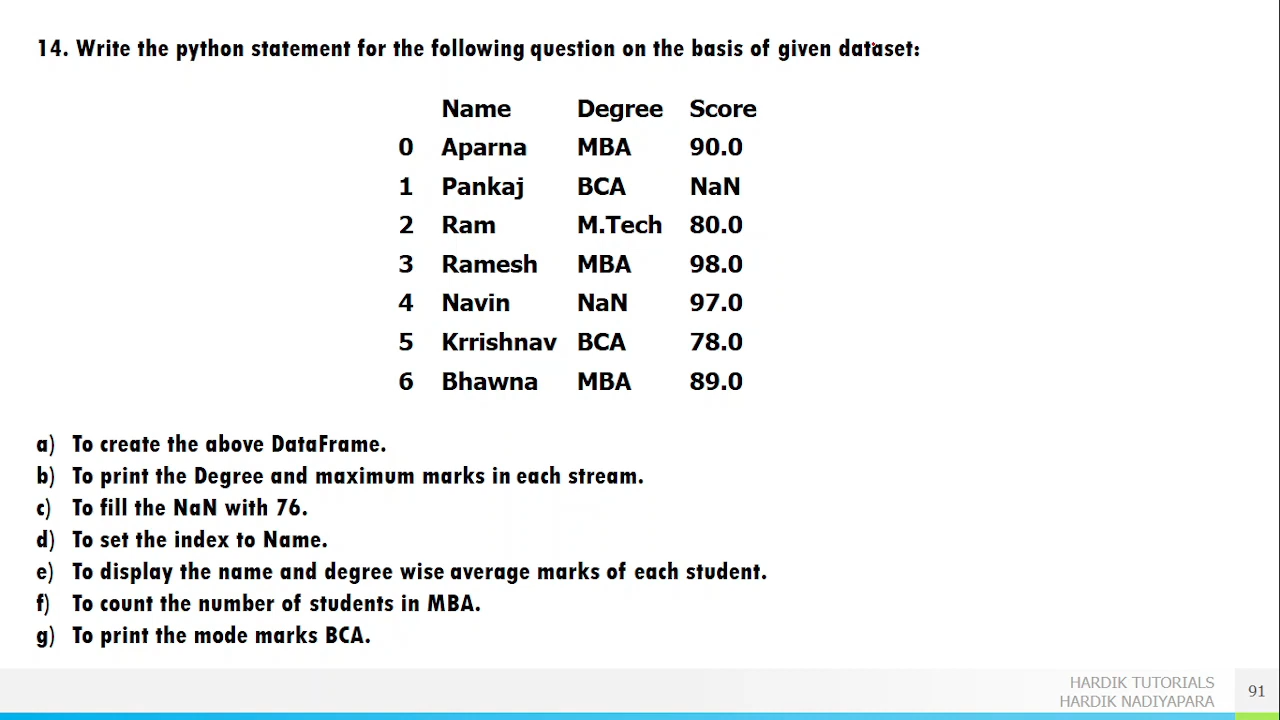 14. Write the python statement for the following question on the basis of given dataset:
Name Degree Score
0 Aparna MBA 90.0
1 Pankaj BCA NaN
2 Ram M.Tech 80.0
3 Ramesh MBA 98.0
4 Navin NaN 97.0
5 Krrishnav BCA 78.0
6 Bhawna MBA 89.0
a) To create the above DataFrame.
b) To print the Degree and maximum marks in each stream.
c) To fill the NaN with 76.
d) To set the index to Name.
e) To display the name and degree wise average marks of each student.
f) To count the number of students in MBA.
g) To print the mode marks BCA.
HARDIK TUTORIALS
HARDIK NADIYAPARA
91